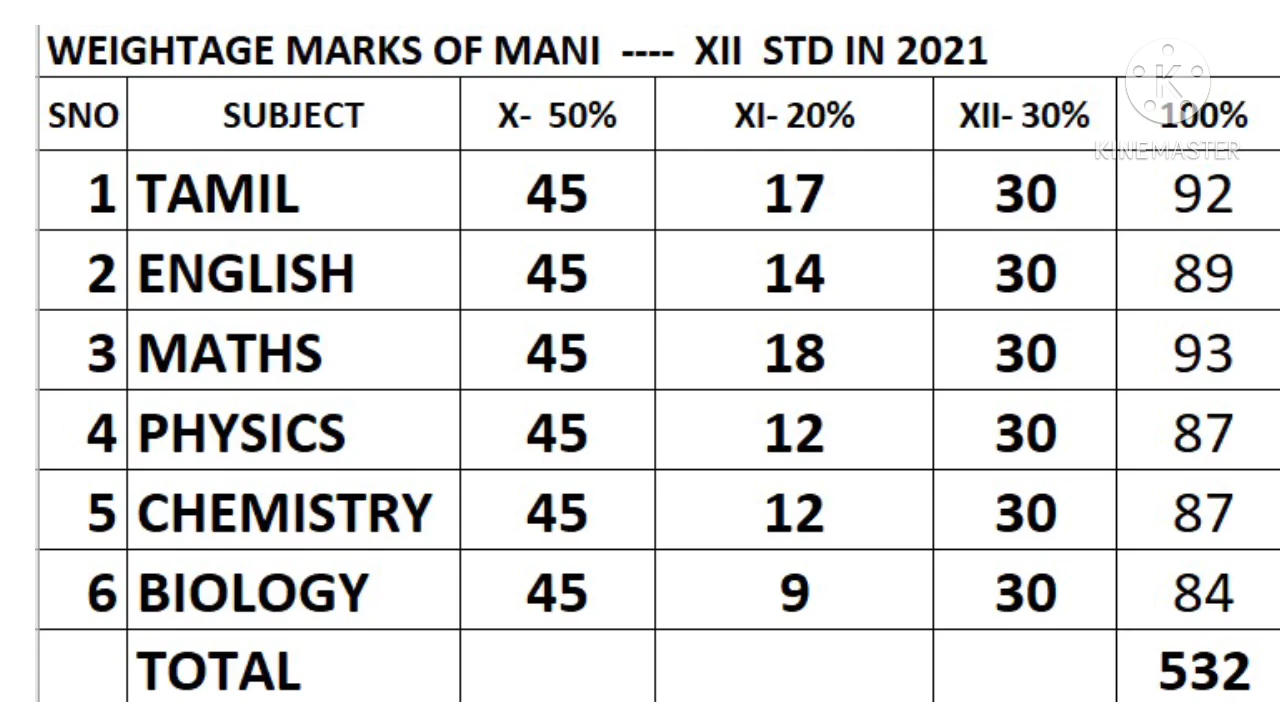 WEIGHTAGE MARKS OF MANI ---- XII STD IN 2021
SNO SUBJECT X- 50% XI- 20% XII- 30% 100%
K
KINEMASTER
1 TAMIL 45 17 30 92
2 ENGLISH 45 14 30 89
3 MATHS 45 18 30 93
4 PHYSICS 45 12 30 87
5 CHEMISTRY 45 12 30 87
6 BIOLOGY 45 9 30 84
TOTAL 532